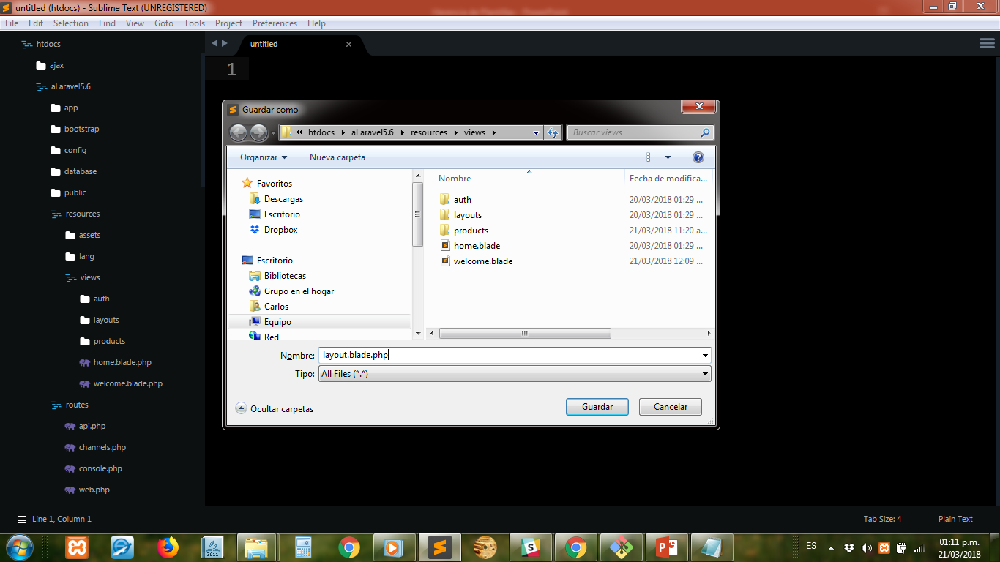 untitled (htdocs) - Sublime Text (UNREGISTERED)
File Edit Selection Find View Goto Tools Project Preferences Help
htdocs
ajax
aLaravel5.6
app
bootstrap
config
database
public
resources
assets
lang
views
auth
layouts
products
home.blade.php
welcome.blade.php
routes
api.php
channels.php
console.php
web.php
untitled
1
Guardar como
« htdocs aLaravel5.6 resources views
Buscar views
Organizar Nueva carpeta
Favoritos
Descargas
Escritorio
Dropbox
Escritorio
Bibliotecas
Grupo en el hogar
Carlos
Equipo
Red
Nombre Fecha de modifica...
auth 20/03/2018 01:29 ...
layouts 20/03/2018 01:29 ...
products 21/03/2018 11:20 a...
home.blade 20/03/2018 01:29 ...
welcome.blade 21/03/2018 12:09 ...
Nombre: layout.blade.php
Tipo: All Files (*.*)
Ocultar carpetas Guardar Cancelar
Line 1, Column 1 Tab Size: 4 Plain Text
2011
ES
01:11 p.m.
21/03/2018